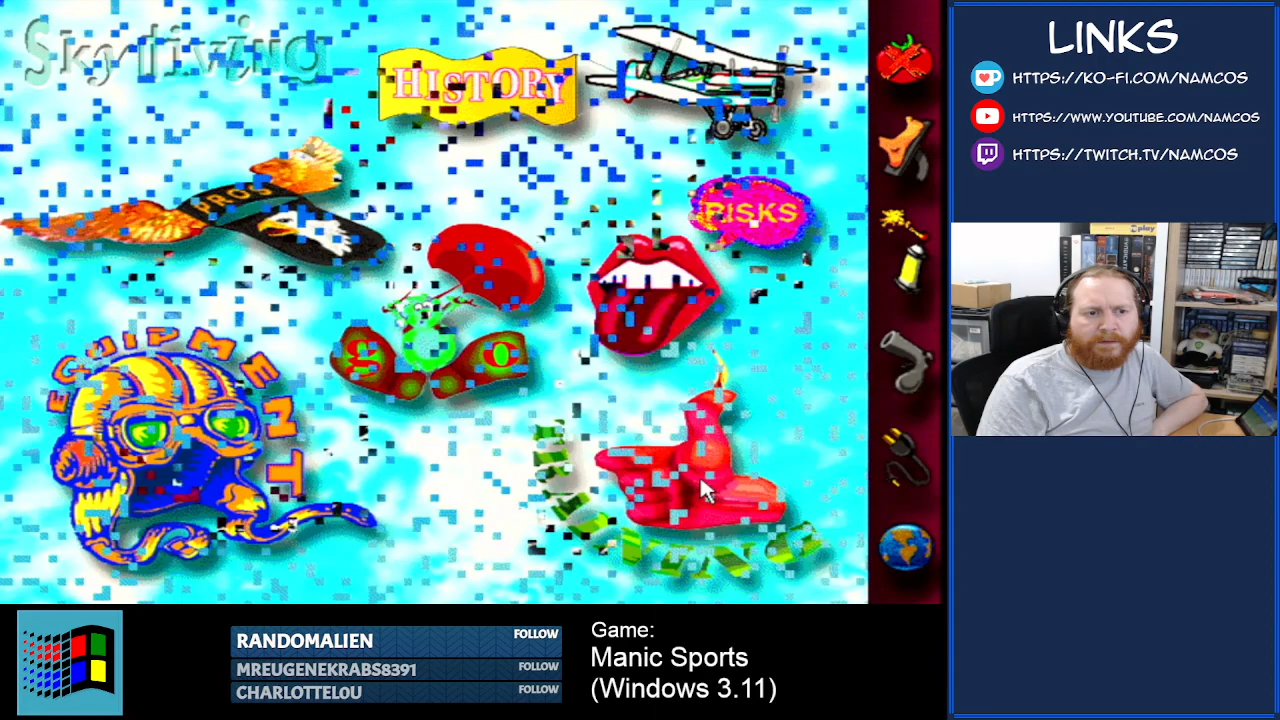 Skydiving
HISTORY
PROS
RISKS
EQUIPMENT
LINKS
HTTPS://KO-FI.COM/NAMCOS
HTTPS://WWW.YOUTUBE.COM/NAMCOS
HTTPS://TWITCH.TV/NAMCOS
RANDOMALIEN FOLLOW
MREUGENEKRABS8391 FOLLOW
CHARLOTTELOU FOLLOW
Game:
Manic Sports
(Windows 3.11)